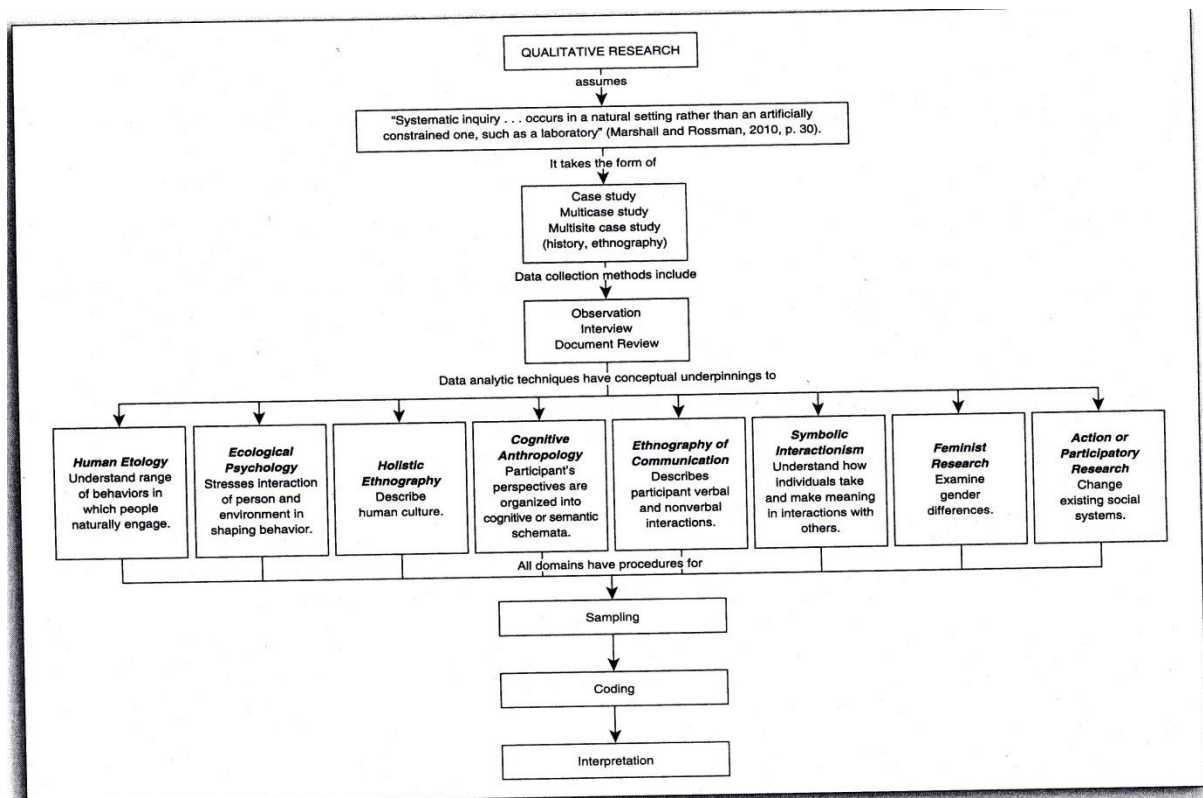 QUALITATIVE RESEARCH
assumes
“Systematic inquiry . . . occurs in a natural setting rather than an artificially
constrained one, such as a laboratory” (Marshall and Rossman, 2010, p. 30).
It takes the form of
Case study
Multicase study
Multisite case study
(history, ethnography)
Data collection methods include
Observation
Interview
Document Review
Data analytic techniques have conceptual underpinnings to
Human Etology
Understand range
of behaviors in
which people
naturally engage.
Ecological
Psychology
Stresses interaction
of person and
environment in
shaping behavior.
Holistic
Ethnography
Describe
human culture.
Cognitive
Anthropology
Participant's
perspectives are
organized into
cognitive or semantic
schemata.
Ethnography of
Communication
Describes
participant verbal
and nonverbal
interactions.
Symbolic
Interactionism
Understand how
individuals take
and make meaning
in interactions with
others.
Feminist
Research
Examine
gender
differences.
Action or
Participatory
Research
Change
existing social
systems.
All domains have procedures for
Sampling
Coding
Interpretation